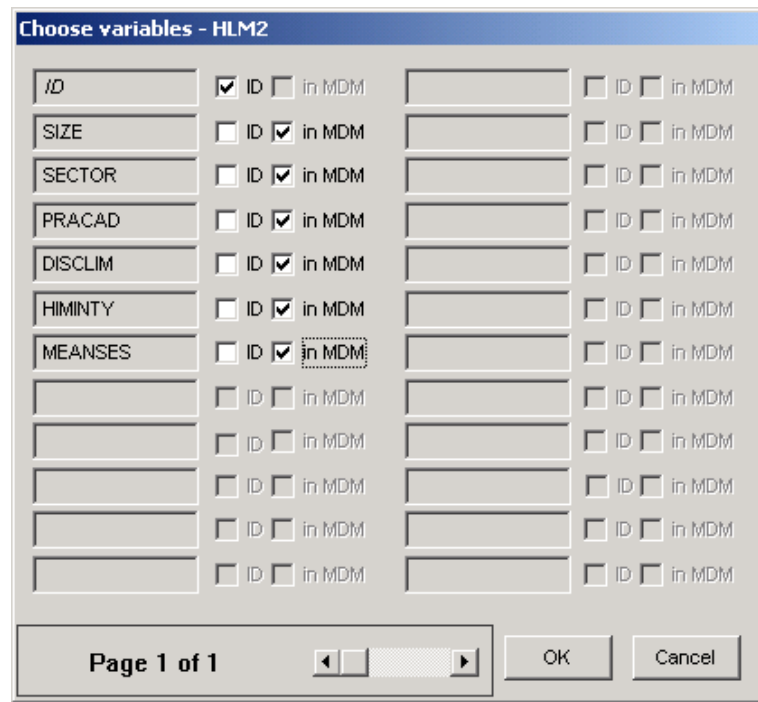 Choose variables - HLM2
ID ID in MDM ID in MDM
SIZE ID in MDM ID in MDM
SECTOR ID in MDM ID in MDM
PRACAD ID in MDM ID in MDM
DISCLIM ID in MDM ID in MDM
HIMINTY ID in MDM ID in MDM
MEANSES ID in MDM ID in MDM
ID in MDM ID in MDM
ID in MDM ID in MDM
ID in MDM ID in MDM
ID in MDM ID in MDM
ID in MDM ID in MDM
Page 1 of 1 OK Cancel